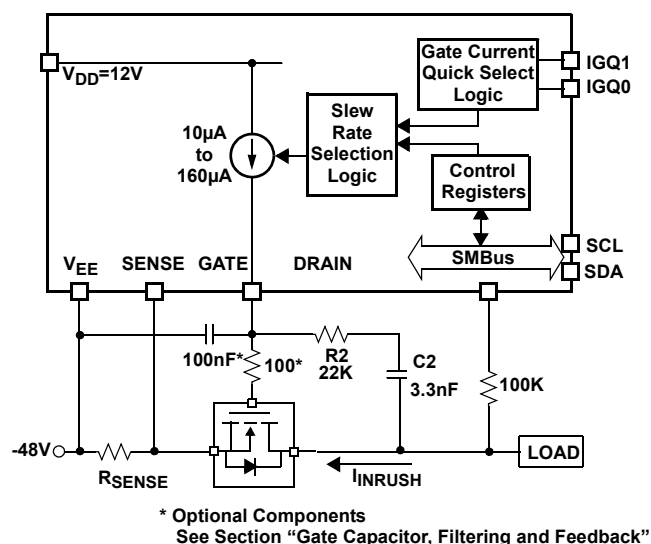 Gate Current
Quick Select
Logic
IGQ1
IGQ0
VDD=12V
Slew
Rate
Selection
Logic
10µA
to
160µA
Control
Registers
SCL
SMBus
SDA
VEE
SENSE
GATE
DRAIN
100nF*
100*
R2
22K
C2
3.3nF
100K
-48V
RSENSE
IINRUSH
LOAD
* Optional Components
See Section “Gate Capacitor, Filtering and Feedback”